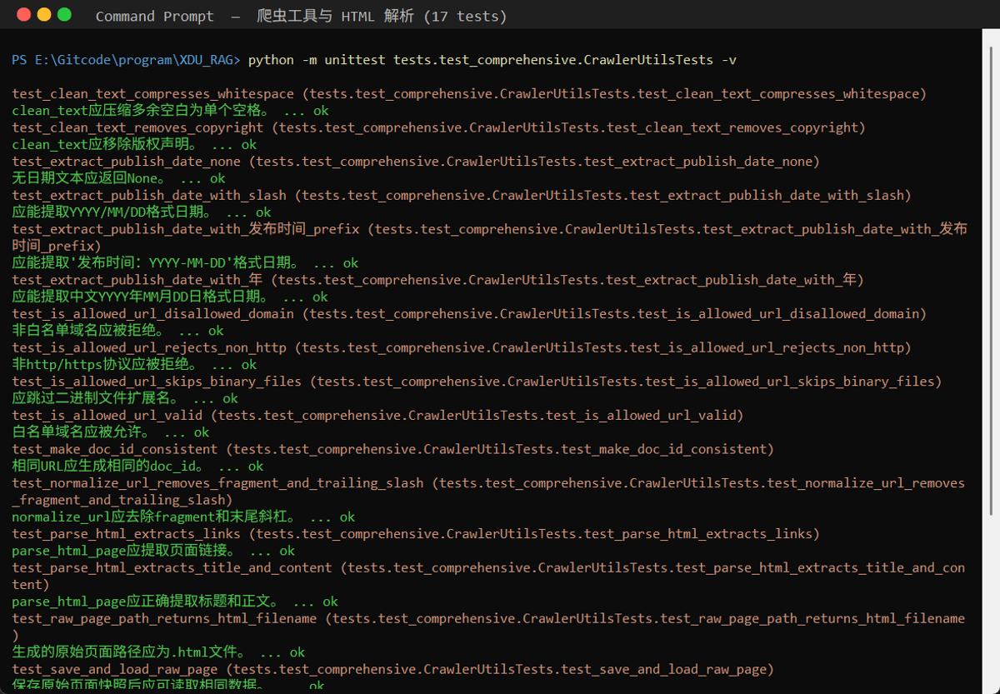 Command Prompt — 爬虫工具与 HTML 解析 (17 tests)
PS E:\Gitcode\program\XDU_RAG> python -m unittest tests.test_comprehensive.CrawlerUtilsTests -v
test_clean_text_compresses_whitespace (tests.test_comprehensive.CrawlerUtilsTests.test_clean_text_compresses_whitespace)
clean_text应压缩多余空白为单个空格。 ... ok
test_clean_text_removes_copyright (tests.test_comprehensive.CrawlerUtilsTests.test_clean_text_removes_copyright)
clean_text应移除版权声明。 ... ok
test_extract_publish_date_none (tests.test_comprehensive.CrawlerUtilsTests.test_extract_publish_date_none)
无日期文本应返回None。 ... ok
test_extract_publish_date_with_slash (tests.test_comprehensive.CrawlerUtilsTests.test_extract_publish_date_with_slash)
应能提取YYYY/MM/DD格式日期。 ... ok
test_extract_publish_date_with_发布时间_prefix (tests.test_comprehensive.CrawlerUtilsTests.test_extract_publish_date_with_发布
时间_prefix)
应能提取'发布时间：YYYY-MM-DD'格式日期。 ... ok
test_extract_publish_date_with_年 (tests.test_comprehensive.CrawlerUtilsTests.test_extract_publish_date_with_年)
应能提取中文YYYY年MM月DD日格式日期。 ... ok
test_is_allowed_url_disallowed_domain (tests.test_comprehensive.CrawlerUtilsTests.test_is_allowed_url_disallowed_domain)
非白名单域名应被拒绝。 ... ok
test_is_allowed_url_rejects_non_http (tests.test_comprehensive.CrawlerUtilsTests.test_is_allowed_url_rejects_non_http)
非http/https协议应被拒绝。 ... ok
test_is_allowed_url_skips_binary_files (tests.test_comprehensive.CrawlerUtilsTests.test_is_allowed_url_skips_binary_files)
应跳过二进制文件扩展名。 ... ok
test_is_allowed_url_valid (tests.test_comprehensive.CrawlerUtilsTests.test_is_allowed_url_valid)
白名单域名应被允许。 ... ok
test_make_doc_id_consistent (tests.test_comprehensive.CrawlerUtilsTests.test_make_doc_id_consistent)
相同URL应生成相同的doc_id。 ... ok
test_normalize_url_removes_fragment_and_trailing_slash (tests.test_comprehensive.CrawlerUtilsTests.test_normalize_url_removes
_fragment_and_trailing_slash)
normalize_url应去除fragment和末尾斜杠。 ... ok
test_parse_html_extracts_links (tests.test_comprehensive.CrawlerUtilsTests.test_parse_html_extracts_links)
parse_html_page应提取页面链接。 ... ok
test_parse_html_extracts_title_and_content (tests.test_comprehensive.CrawlerUtilsTests.test_parse_html_extracts_title_and_con
tent)
parse_html_page应正确提取标题和正文。 ... ok
test_raw_page_path_returns_html_filename (tests.test_comprehensive.CrawlerUtilsTests.test_raw_page_path_returns_html_filename
)
生成的原始页面路径应为.html文件。 ... ok
test_save_and_load_raw_page (tests.test_comprehensive.CrawlerUtilsTests.test_save_and_load_raw_page)
保存原始页面快照后应可读取相同数据。 ... ok